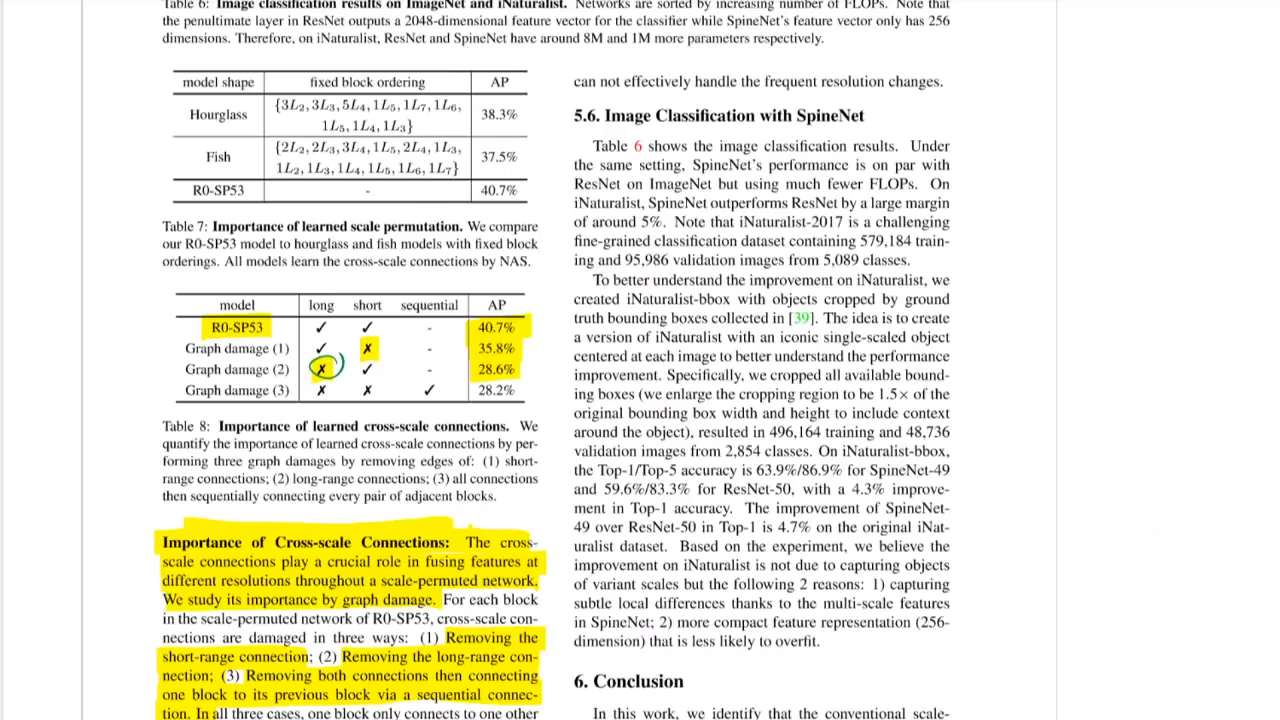 Table 6: Image classification results on ImageNet and iNaturalist. Networks are sorted by increasing number of FLOPs. Note that
the penultimate layer in ResNet outputs a 2048-dimensional feature vector for the classifier while SpineNet's feature vector only has 256
dimensions. Therefore, on iNaturalist, ResNet and SpineNet have around 8M and 1M more parameters respectively.
model shape fixed block ordering AP
Hourglass {3L2, 3L3, 5L4, 1L5, 1L7, 1L6, 38.3%
1L5, 1L4, 1L3}
Fish {2L2, 2L3, 3L4, 1L5, 2L4, 1L3, 37.5%
1L2, 1L3, 1L4, 1L5, 1L6, 1L7}
R0-SP53 - 40.7%
Table 7: Importance of learned scale permutation. We compare
our R0-SP53 model to hourglass and fish models with fixed block
orderings. All models learn the cross-scale connections by NAS.
model long short sequential AP
R0-SP53 ✓ ✓ - 40.7%
Graph damage (1) ✓ ✗ - 35.8%
Graph damage (2) ✗ ✓ - 28.6%
Graph damage (3) ✗ ✗ ✓ 28.2%
Table 8: Importance of learned cross-scale connections. We
quantify the importance of learned cross-scale connections by per-
forming three graph damages by removing edges of: (1) short-
range connections; (2) long-range connections; (3) all connections
then sequentially connecting every pair of adjacent blocks.
Importance of Cross-scale Connections: The cross-
scale connections play a crucial role in fusing features at
different resolutions throughout a scale-permuted network.
We study its importance by graph damage. For each block
in the scale-permuted network of R0-SP53, cross-scale con-
nections are damaged in three ways: (1) Removing the
short-range connection; (2) Removing the long-range con-
nection; (3) Removing both connections then connecting
one block to its previous block via a sequential connec-
tion. In all three cases, one block only connects to one other
can not effectively handle the frequent resolution changes.
5.6. Image Classification with SpineNet
Table 6 shows the image classification results. Under
the same setting, SpineNet's performance is on par with
ResNet on ImageNet but using much fewer FLOPs. On
iNaturalist, SpineNet outperforms ResNet by a large margin
of around 5%. Note that iNaturalist-2017 is a challenging
fine-grained classification dataset containing 579,184 train-
ing and 95,986 validation images from 5,089 classes.
To better understand the improvement on iNaturalist, we
created iNaturalist-bbox with objects cropped by ground
truth bounding boxes collected in [39]. The idea is to create
a version of iNaturalist with an iconic single-scaled object
centered at each image to better understand the performance
improvement. Specifically, we cropped all available bound-
ing boxes (we enlarge the cropping region to be 1.5× of the
original bounding box width and height to include context
around the object), resulted in 496,164 training and 48,736
validation images from 2,854 classes. On iNaturalist-bbox,
the Top-1/Top-5 accuracy is 63.9%/86.9% for SpineNet-49
and 59.6%/83.3% for ResNet-50, with a 4.3% improve-
ment in Top-1 accuracy. The improvement of SpineNet-
49 over ResNet-50 in Top-1 is 4.7% on the original iNat-
uralist dataset. Based on the experiment, we believe the
improvement on iNaturalist is not due to capturing objects
of variant scales but the following 2 reasons: 1) capturing
subtle local differences thanks to the multi-scale features
in SpineNet; 2) more compact feature representation (256-
dimension) that is less likely to overfit.
6. Conclusion
In this work, we identify that the conventional scale-